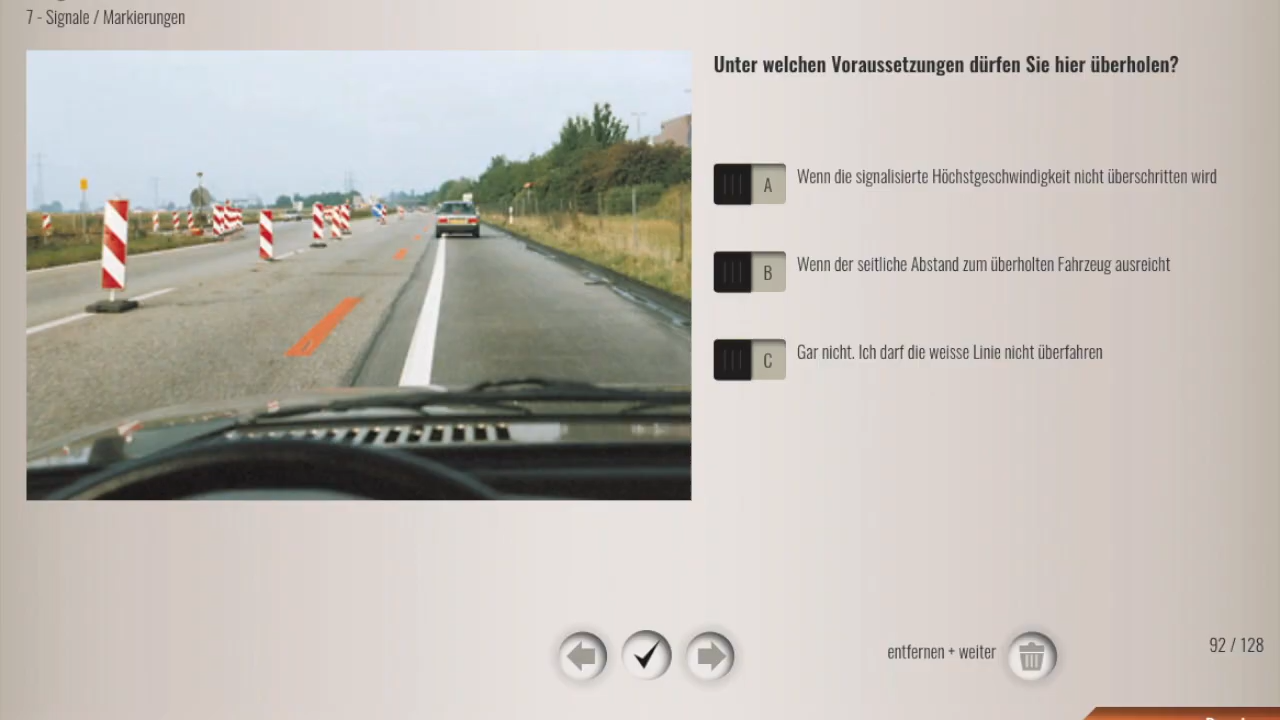 7 - Signale / Markierungen
Unter welchen Voraussetzungen dürfen Sie hier überholen?
A Wenn die signalisierte Höchstgeschwindigkeit nicht überschritten wird
B Wenn der seitliche Abstand zum überholten Fahrzeug ausreicht
C Gar nicht. Ich darf die weisse Linie nicht überfahren
entfernen + weiter
92 / 128